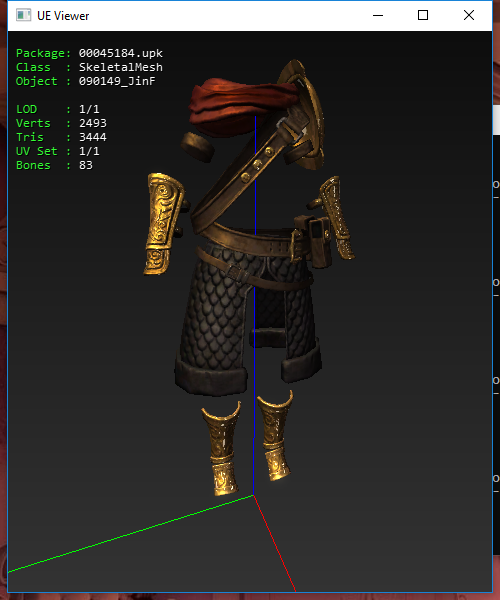 UE Viewer
Package: 00045184.upk
Class  : SkeletalMesh
Object : 090149_JinF
LOD    : 1/1
Verts  : 2493
Tris   : 3444
UV Set : 1/1
Bones  : 83